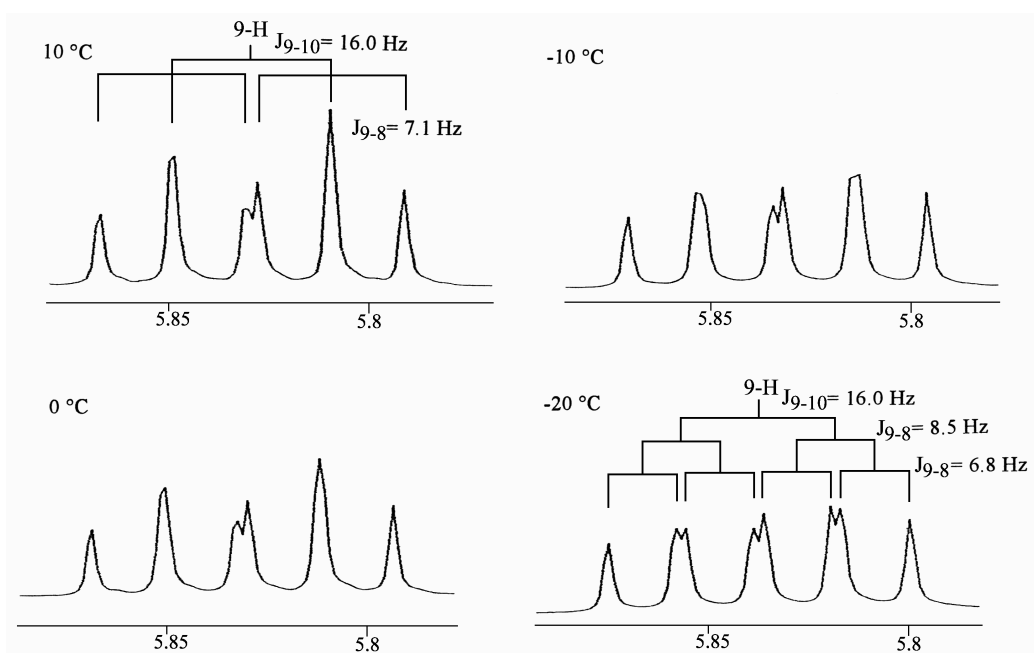 10 °C
9-H
J9-10= 16.0 Hz
J9-8= 7.1 Hz
5.85
5.8
-10 °C
5.85
5.8
0 °C
5.85
5.8
-20 °C
9-H
J9-10= 16.0 Hz
J9-8= 8.5 Hz
J9-8= 6.8 Hz
5.85
5.8